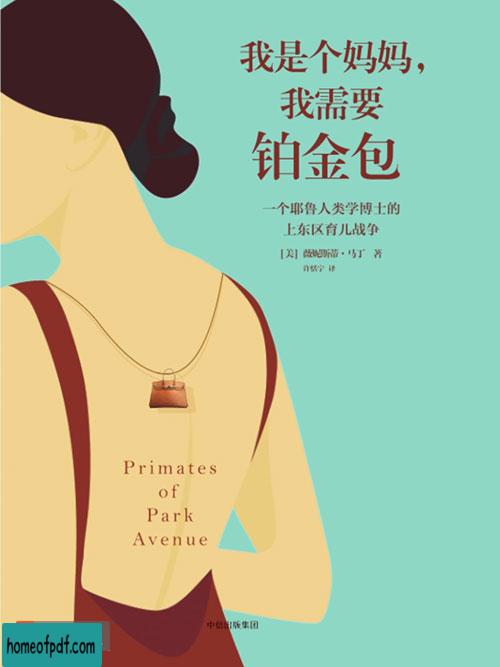 我是个妈妈，
我需要
铂金包
一个耶鲁人类学博士的
上东区育儿战争
［美］薇妮斯蒂·马丁 著
许恬宁 译
Primates
of
Park
Avenue
中信出版集团
homeofpdf.com